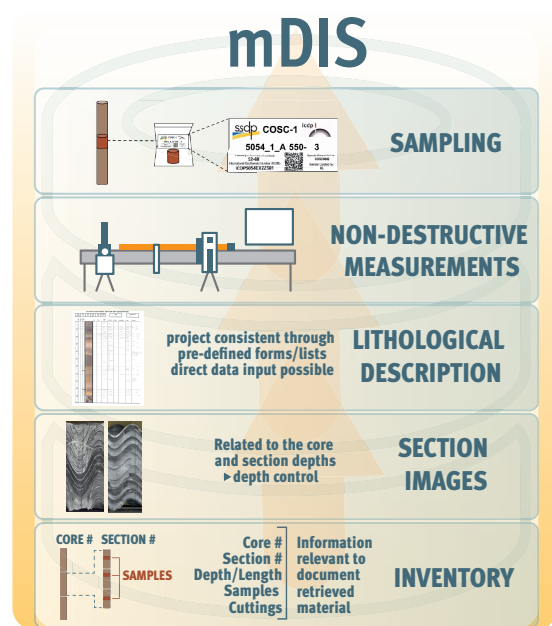 mDIS
ssdp COSC-1 icdp
5054_1_A 550- 3
SAMPLING
NON-DESTRUCTIVE
MEASUREMENTS
project consistent through
pre-defined forms/lists
direct data input possible
LITHOLOGICAL
DESCRIPTION
Related to the core
and section depths
▸ depth control
SECTION
IMAGES
CORE # SECTION #
SAMPLES
Core #
Section #
Depth/Length
Samples
Cuttings
Information
relevant to
document
retrieved
material
INVENTORY